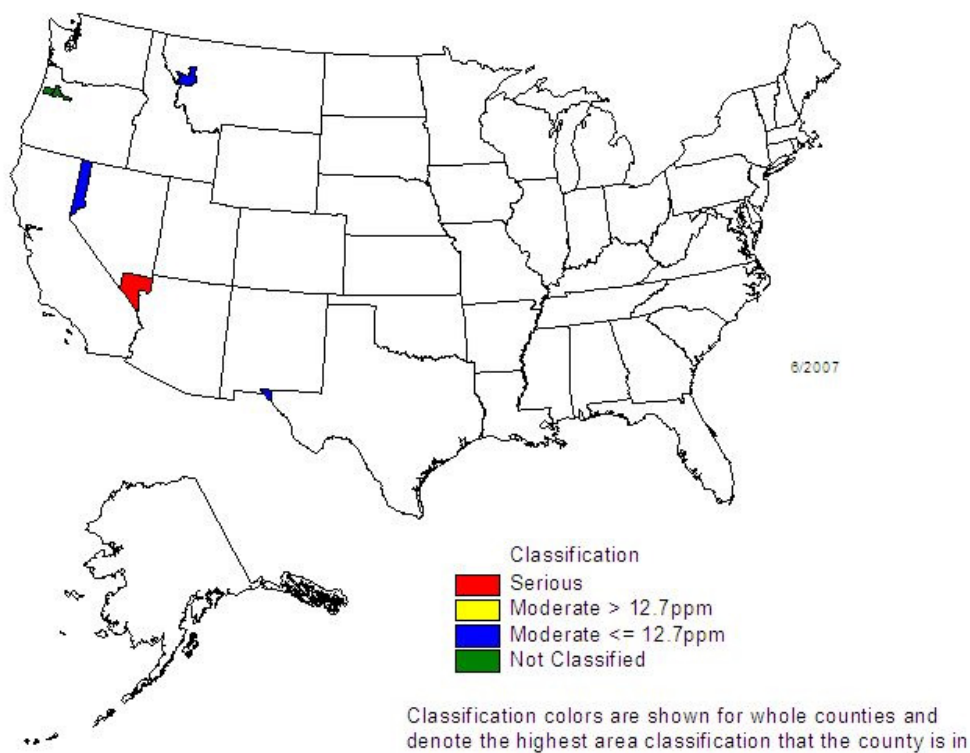 6/2007
Classification
Serious
Moderate > 12.7ppm
Moderate <= 12.7ppm
Not Classified
Classification colors are shown for whole counties and
denote the highest area classification that the county is in